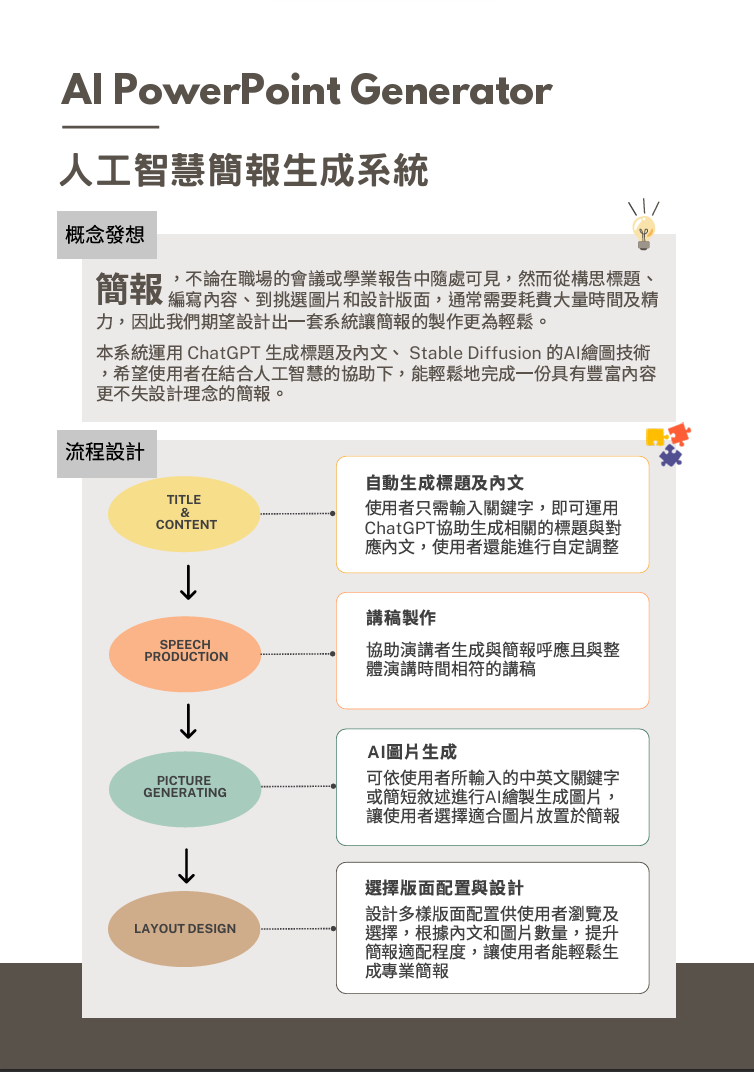 AI PowerPoint Generator
人工智慧簡報生成系統
概念發想
簡報，不論在職場的會議或學業報告中隨處可見，然而從構思標題、
編寫內容、到挑選圖片和設計版面，通常需要耗費大量時間及精
力，因此我們期望設計出一套系統讓簡報的製作更為輕鬆。
本系統運用 ChatGPT 生成標題及內文、 Stable Diffusion 的AI繪圖技術
，希望使用者在結合人工智慧的協助下，能輕鬆地完成一份具有豐富內容
更不失設計理念的簡報。
流程設計
TITLE
&
CONTENT
自動生成標題及內文
使用者只需輸入關鍵字，即可運用
ChatGPT協助生成相關的標題與對
應內文，使用者還能進行自定調整
SPEECH
PRODUCTION
講稿製作
協助演講者生成與簡報呼應且與整
體演講時間相符的講稿
PICTURE
GENERATING
AI圖片生成
可依使用者所輸入的中英文關鍵字
或簡短敘述進行AI繪製生成圖片，
讓使用者選擇適合圖片放置於簡報
LAYOUT DESIGN
選擇版面配置與設計
設計多樣版面配置供使用者瀏覽及
選擇，根據內文和圖片數量，提升
簡報適配程度，讓使用者能輕鬆生
成專業簡報